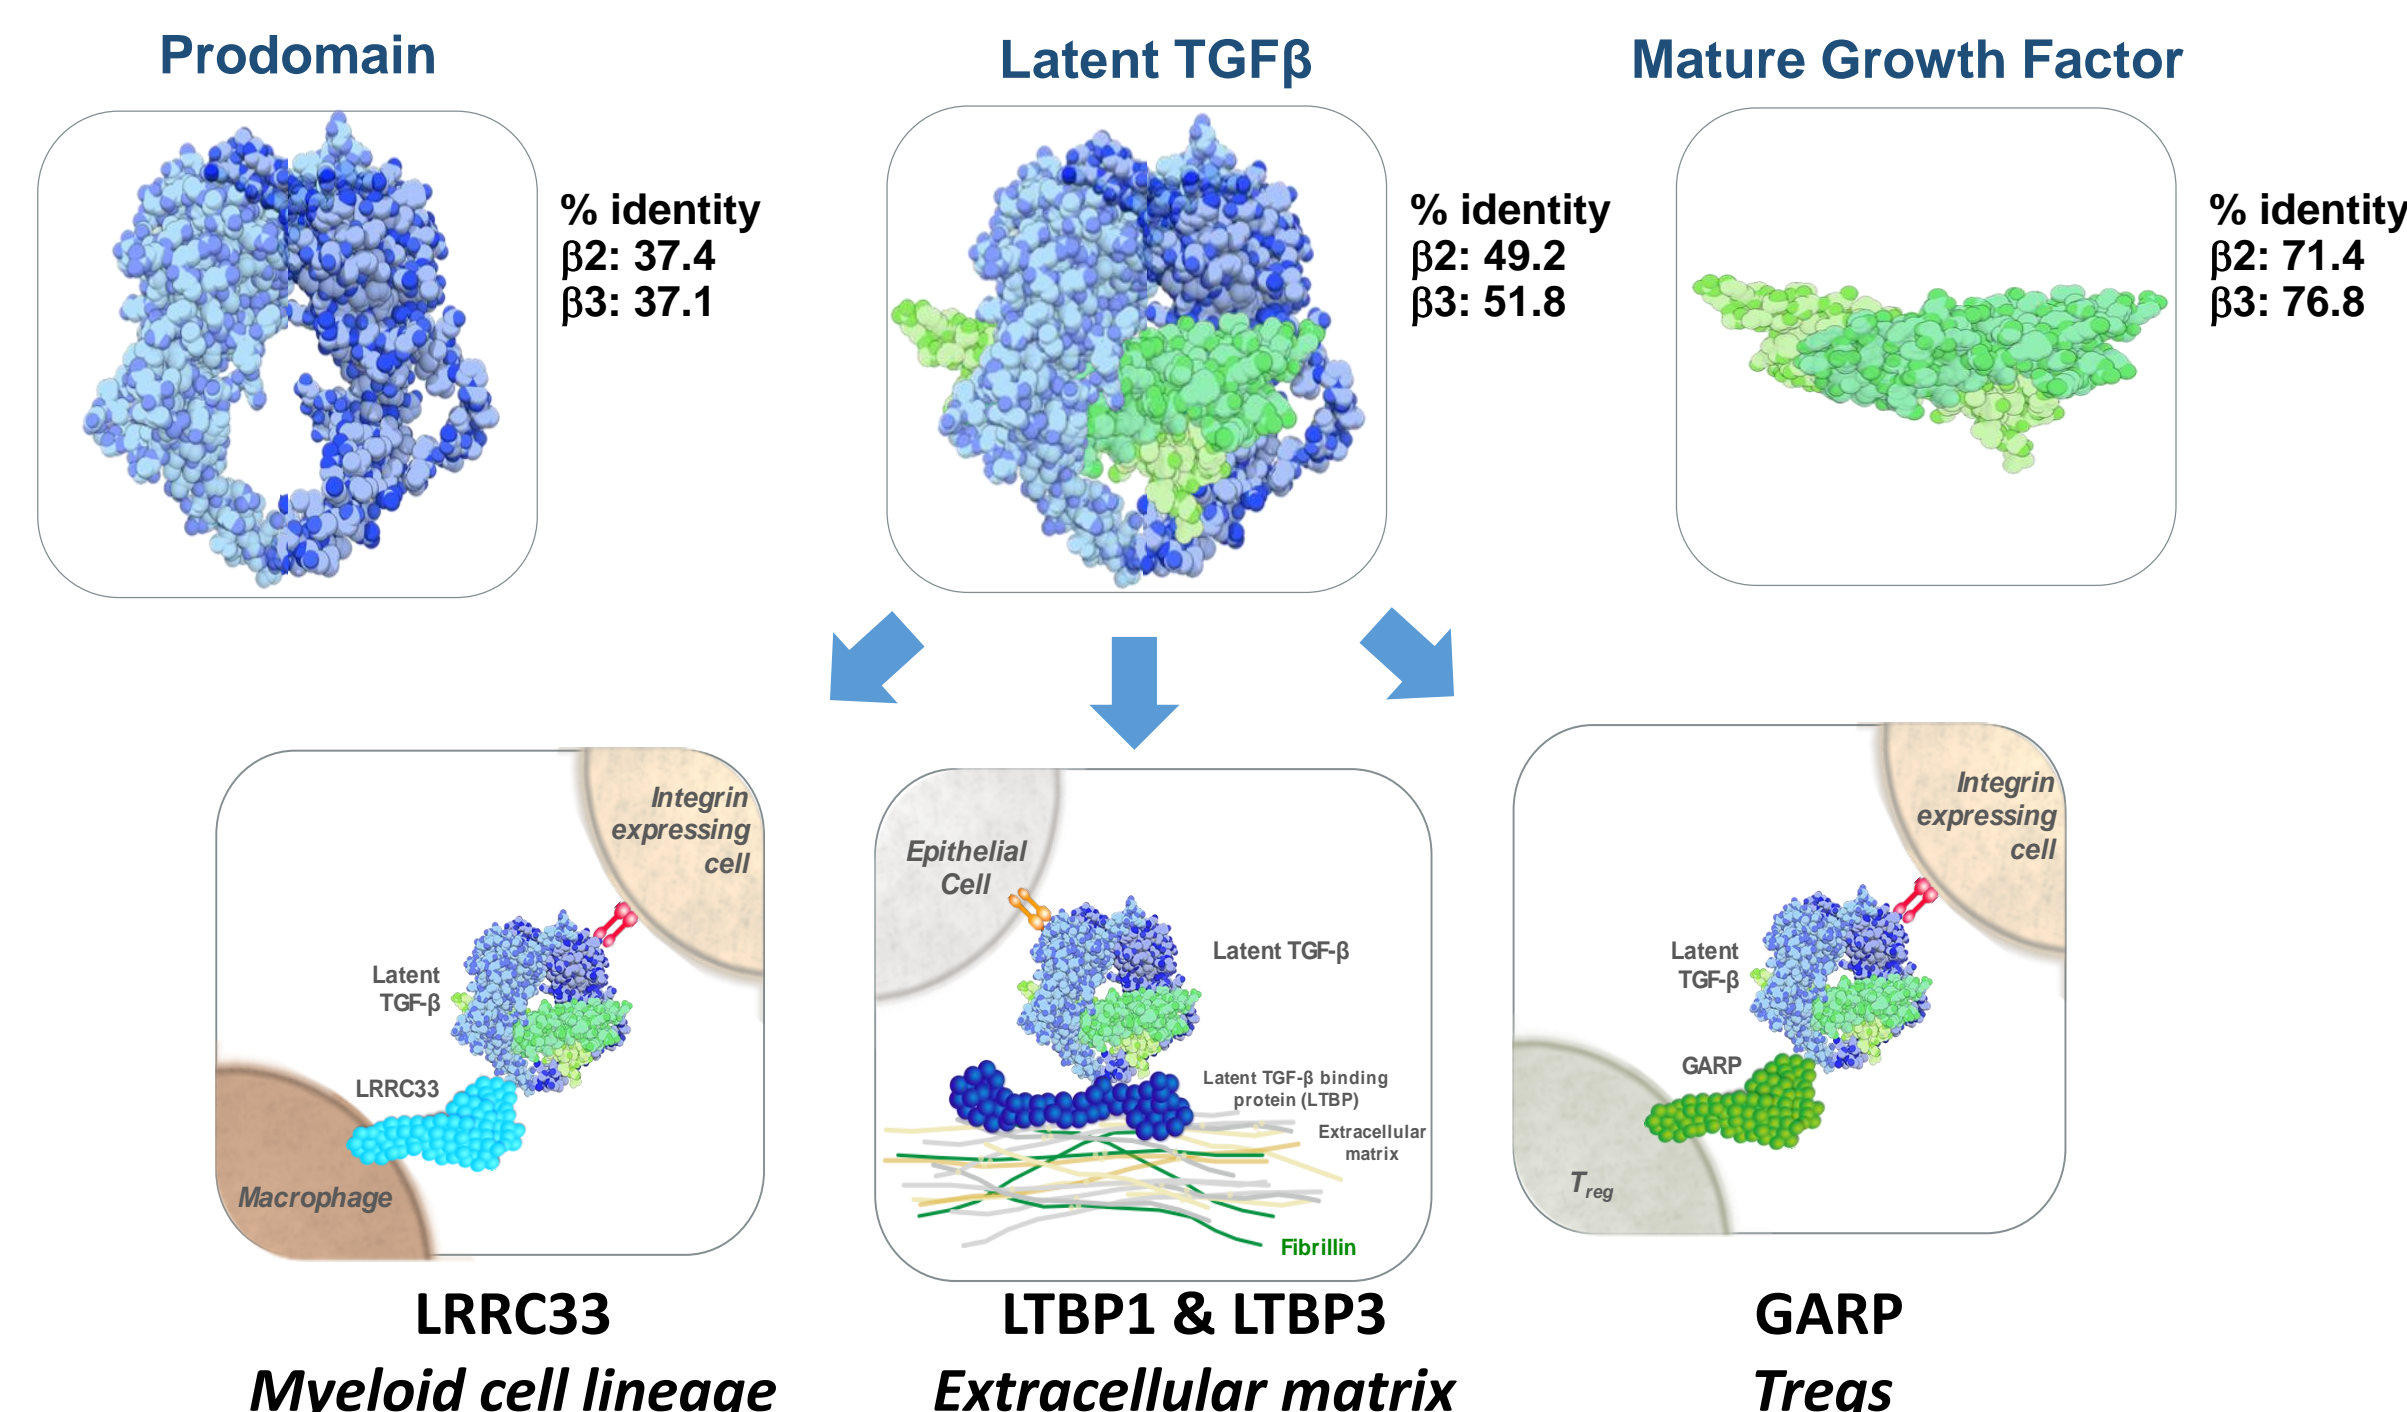 Prodomain
Latent TGFβ
Mature Growth Factor
% identity
β2: 37.4
β3: 37.1
% identity
β2: 49.2
β3: 51.8
% identity
β2: 71.4
β3: 76.8
Integrin
expressing
cell
Latent
TGF-β
LRRC33
Macrophage
Epithelial
Cell
Latent TGF-β
Latent TGF-β binding
protein (LTBP)
Extracellular
matrix
Fibrillin
Integrin
expressing
cell
Latent
TGF-β
GARP
Treg
LRRC33
Myeloid cell lineage
LTBP1 & LTBP3
Extracellular matrix
GARP
Tregs